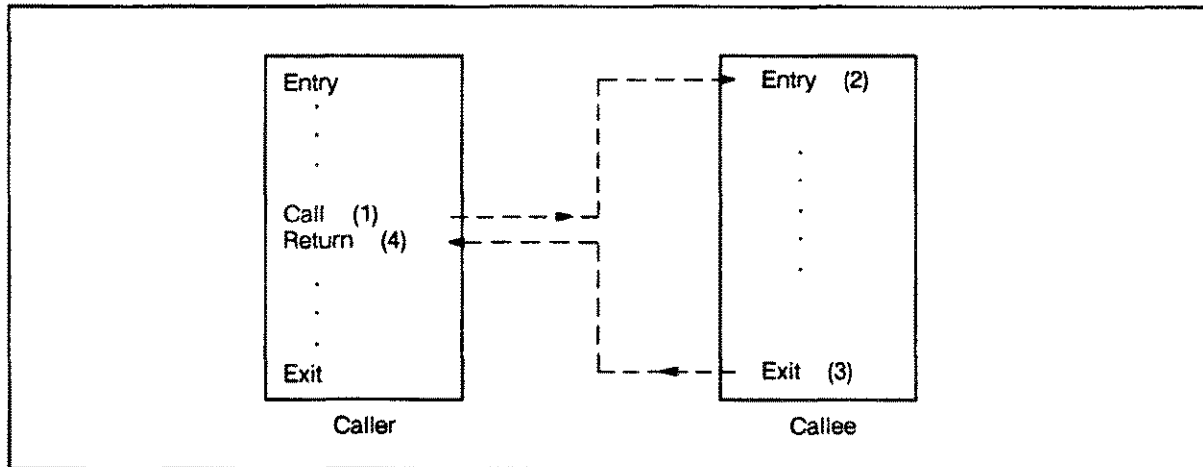 Entry
Call (1)
Return (4)
Exit
Caller
Entry (2)
Exit (3)
Callee